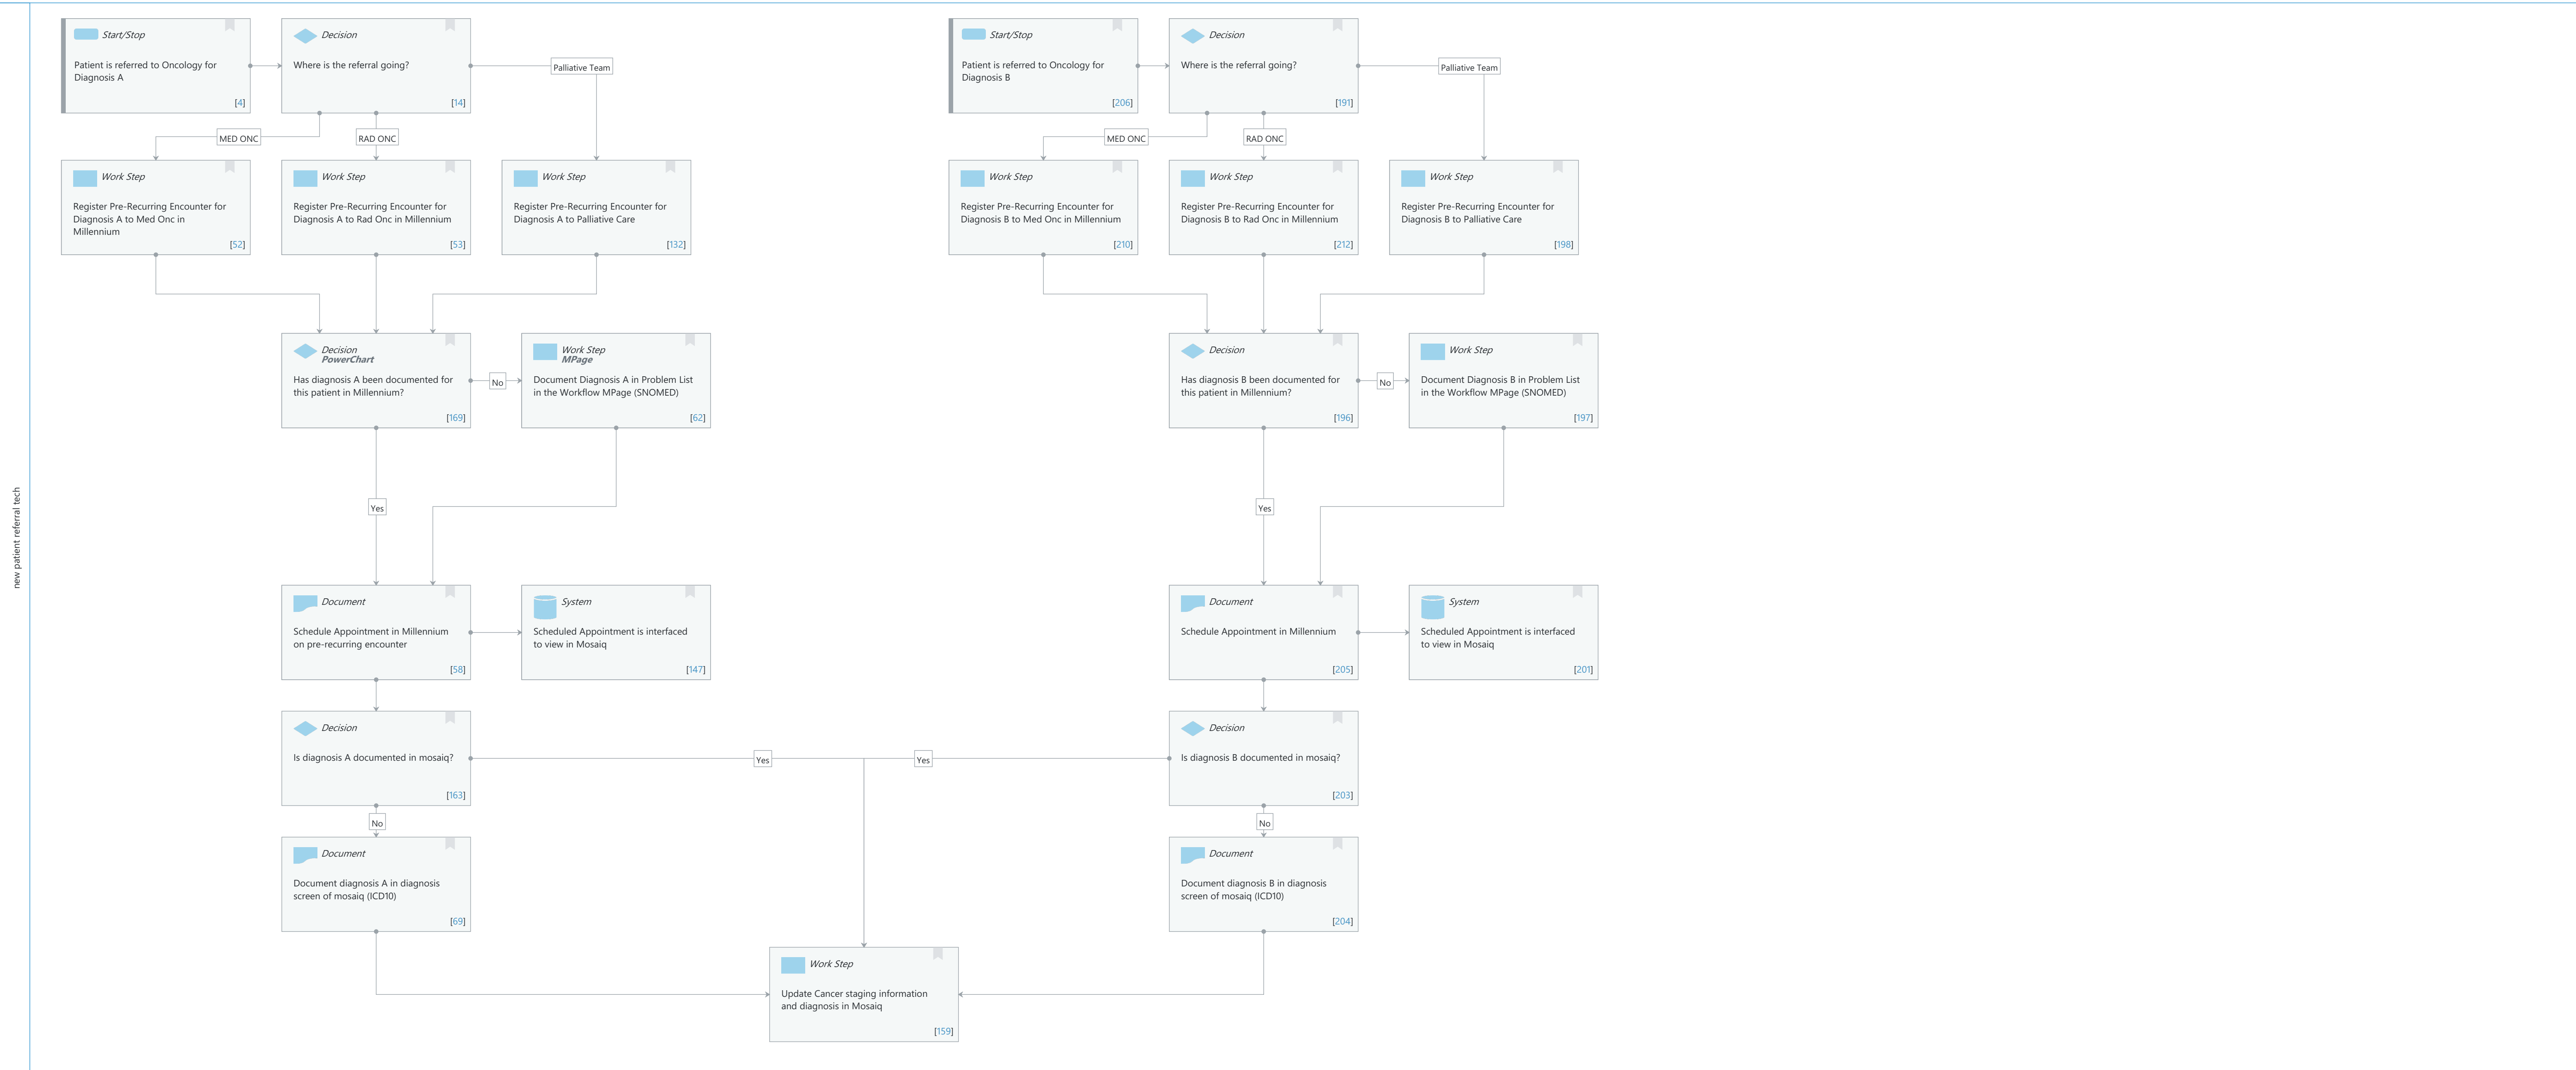 new patient referral tech
Start/Stop
Patient is referred to Oncology for
Diagnosis A
[4]
Decision
Where is the referral going?
[14]
Palliative Team
MED ONC
RAD ONC
Work Step
Register Pre-Recurring Encounter for
Diagnosis A to Med Onc in
Millennium
[52]
Work Step
Register Pre-Recurring Encounter for
Diagnosis A to Rad Onc in Millennium
[53]
Work Step
Register Pre-Recurring Encounter for
Diagnosis A to Palliative Care
[132]
Decision
PowerChart
Has diagnosis A been documented for
this patient in Millennium?
[169]
No
Work Step
MPage
Document Diagnosis A in Problem List
in the Workflow MPage (SNOMED)
[62]
Yes
Document
Schedule Appointment in Millennium
on pre-recurring encounter
[58]
System
Scheduled Appointment is interfaced
to view in Mosaiq
[147]
Decision
Is diagnosis A documented in mosaiq?
[163]
Yes
No
Document
Document diagnosis A in diagnosis
screen of mosaiq (ICD10)
[69]
Start/Stop
Patient is referred to Oncology for
Diagnosis B
[206]
Decision
Where is the referral going?
[191]
Palliative Team
MED ONC
RAD ONC
Work Step
Register Pre-Recurring Encounter for
Diagnosis B to Med Onc in Millennium
[210]
Work Step
Register Pre-Recurring Encounter for
Diagnosis B to Rad Onc in Millennium
[212]
Work Step
Register Pre-Recurring Encounter for
Diagnosis B to Palliative Care
[198]
Decision
Has diagnosis B been documented for
this patient in Millennium?
[196]
No
Work Step
Document Diagnosis B in Problem List
in the Workflow MPage (SNOMED)
[197]
Yes
Document
Schedule Appointment in Millennium
[205]
System
Scheduled Appointment is interfaced
to view in Mosaiq
[201]
Yes
Decision
Is diagnosis B documented in mosaiq?
[203]
No
Document
Document diagnosis B in diagnosis
screen of mosaiq (ICD10)
[204]
Work Step
Update Cancer staging information
and diagnosis in Mosaiq
[159]